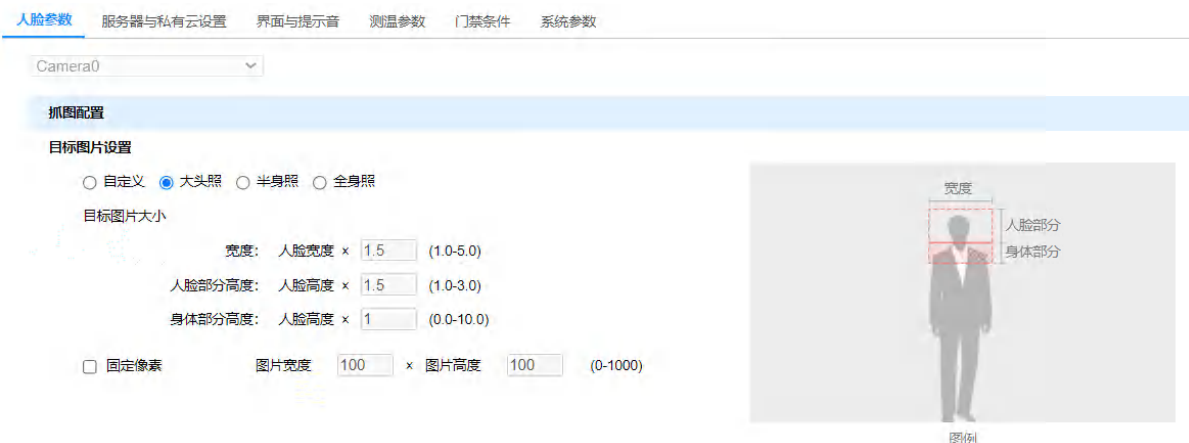 人脸参数 服务器与私有云设置 界面与提示音 测温参数 门禁条件 系统参数
Camera0
抓图配置
目标图片设置
自定义 大头照 半身照 全身照
目标图片大小
宽度: 人脸宽度 × 1.5 (1.0-5.0)
人脸部分高度: 人脸高度 × 1.5 (1.0-3.0)
身体部分高度: 人脸高度 × 1 (0.0-10.0)
固定像素 图片宽度 100 × 图片高度 100 (0-1000)
宽度
人脸部分
身体部分
图例